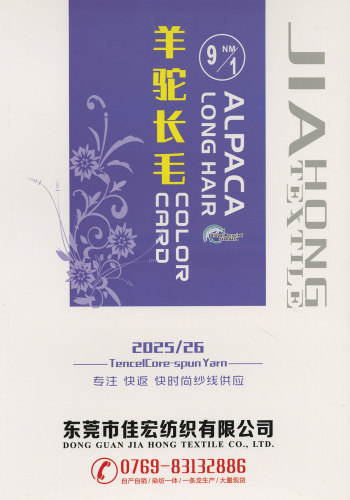 羊驼长毛
COLOR
CARD
9/1 NM
ALPACA
LONG HAIR
JIA HONG
TEXTILE
2025/26
TencelCore-spun Yarn
专注 快返 快时尚纱线供应
东莞市佳宏纺织有限公司
DONG GUAN JIA HONG TEXTILE CO., LTD.
0769-83132886
自产自销/染纺一体/一条龙生产/大量现货